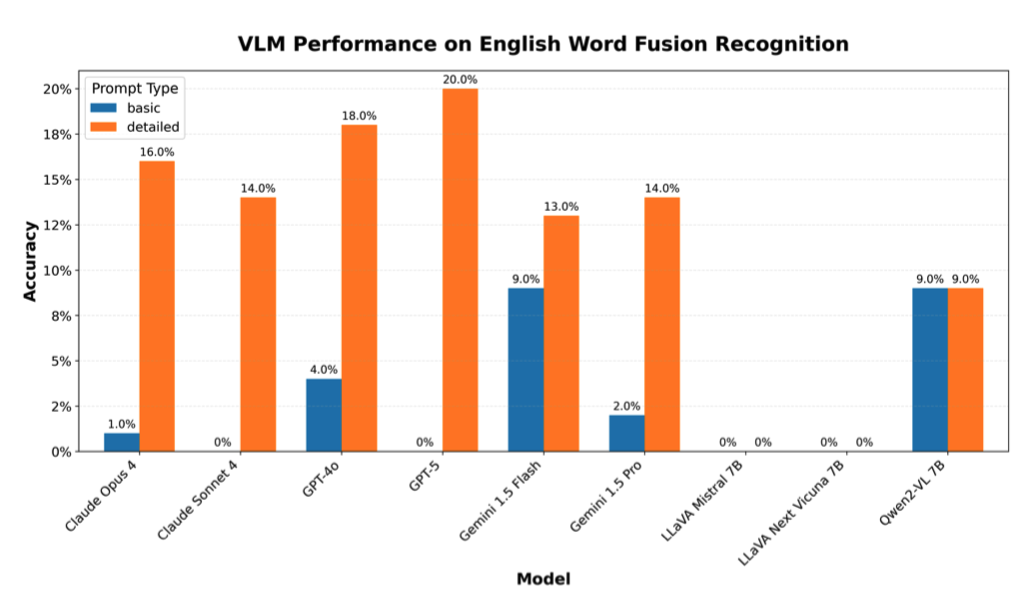 VLM Performance on English Word Fusion Recognition
Prompt Type
basic
detailed
Accuracy
20%
18%
15%
12%
10%
8%
5%
2%
0%
1.0%
16.0%
0%
14.0%
4.0%
18.0%
0%
20.0%
9.0%
13.0%
2.0%
14.0%
0%
0%
0%
0%
9.0%
9.0%
Claude Opus 4
Claude Sonnet 4
GPT-4o
GPT-5
Gemini 1.5 Flash
Gemini 1.5 Pro
LLaVA Mistral 7B
LLaVA Next Vicuna 7B
Qwen2-VL 7B
Model